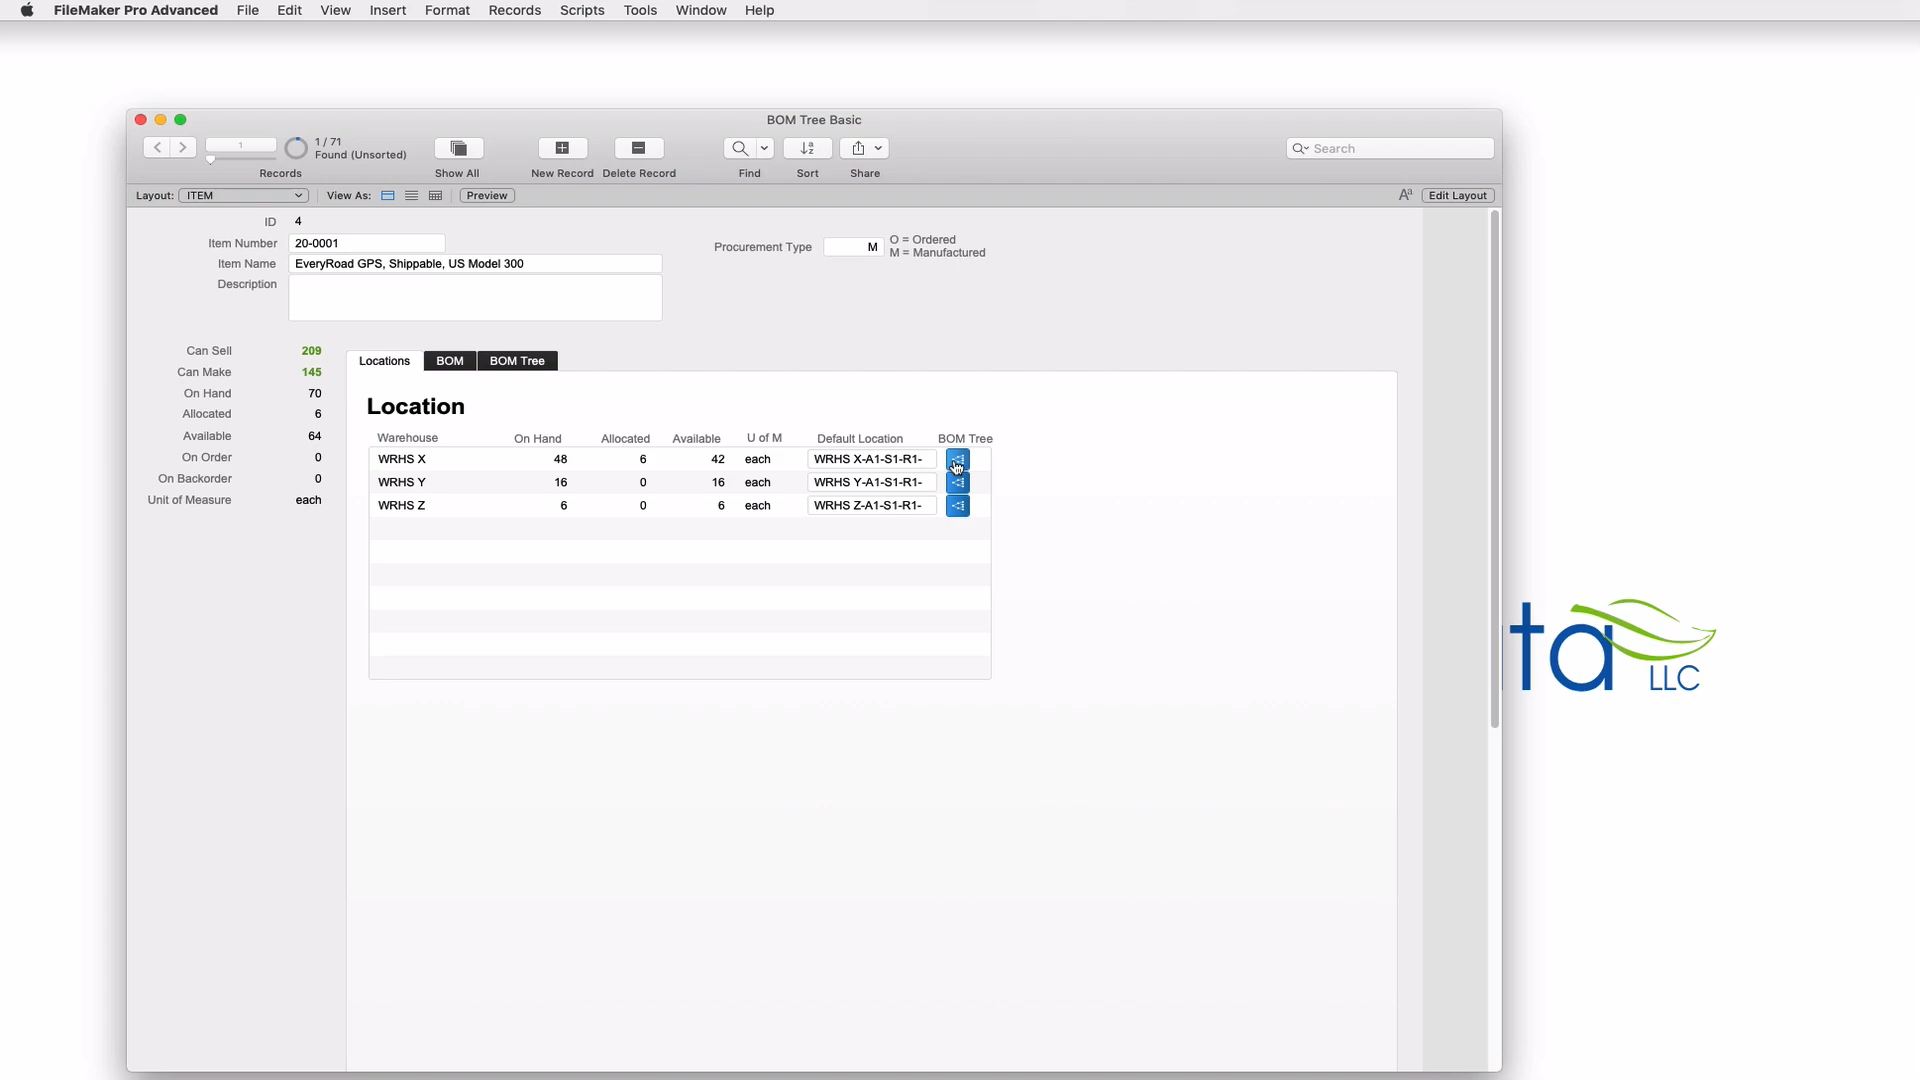 FileMaker Pro Advanced File Edit View Insert Format Records Scripts Tools Window Help
BOM Tree Basic
1 1 / 71
Found (Unsorted)
Search
Records Show All New Record Delete Record Find Sort Share
Layout: ITEM View As: Preview Aa Edit Layout
ID 4
Item Number 20-0001
Procurement Type M O = Ordered
M = Manufactured
Item Name EveryRoad GPS, Shippable, US Model 300
Description
Can Sell 209
Can Make 145
On Hand 70
Allocated 6
Available 64
On Order 0
On Backorder 0
Unit of Measure each
Locations BOM BOM Tree
Location
Warehouse On Hand Allocated Available U of M Default Location BOM Tree
WRHS X 48 6 42 each WRHS X-A1-S1-R1-
WRHS Y 16 0 16 each WRHS Y-A1-S1-R1-
WRHS Z 6 0 6 each WRHS Z-A1-S1-R1-
ta
LLC